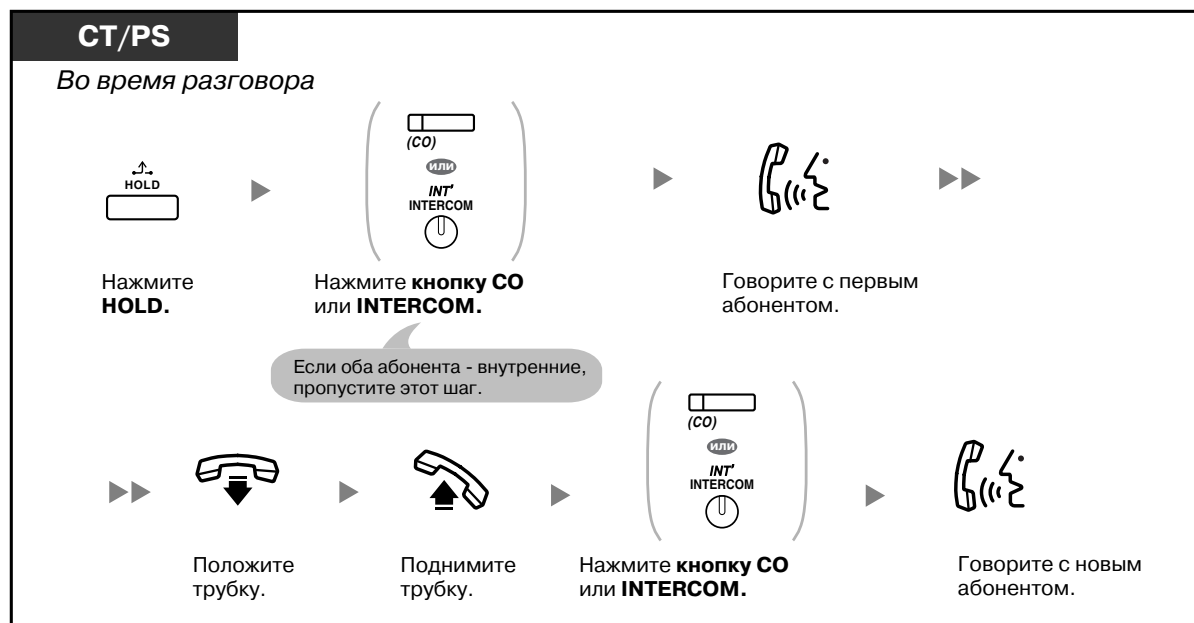 CT/PS
Во время разговора
HOLD
(CO)
или
INT'
INTERCOM
Нажмите
HOLD.
Нажмите кнопку CO
или INTERCOM.
Говорите с первым
абонентом.
Если оба абонента - внутренние,
пропустите этот шаг.
(CO)
или
INT'
INTERCOM
Положите
трубку.
Поднимите
трубку.
Нажмите кнопку CO
или INTERCOM.
Говорите с новым
абонентом.